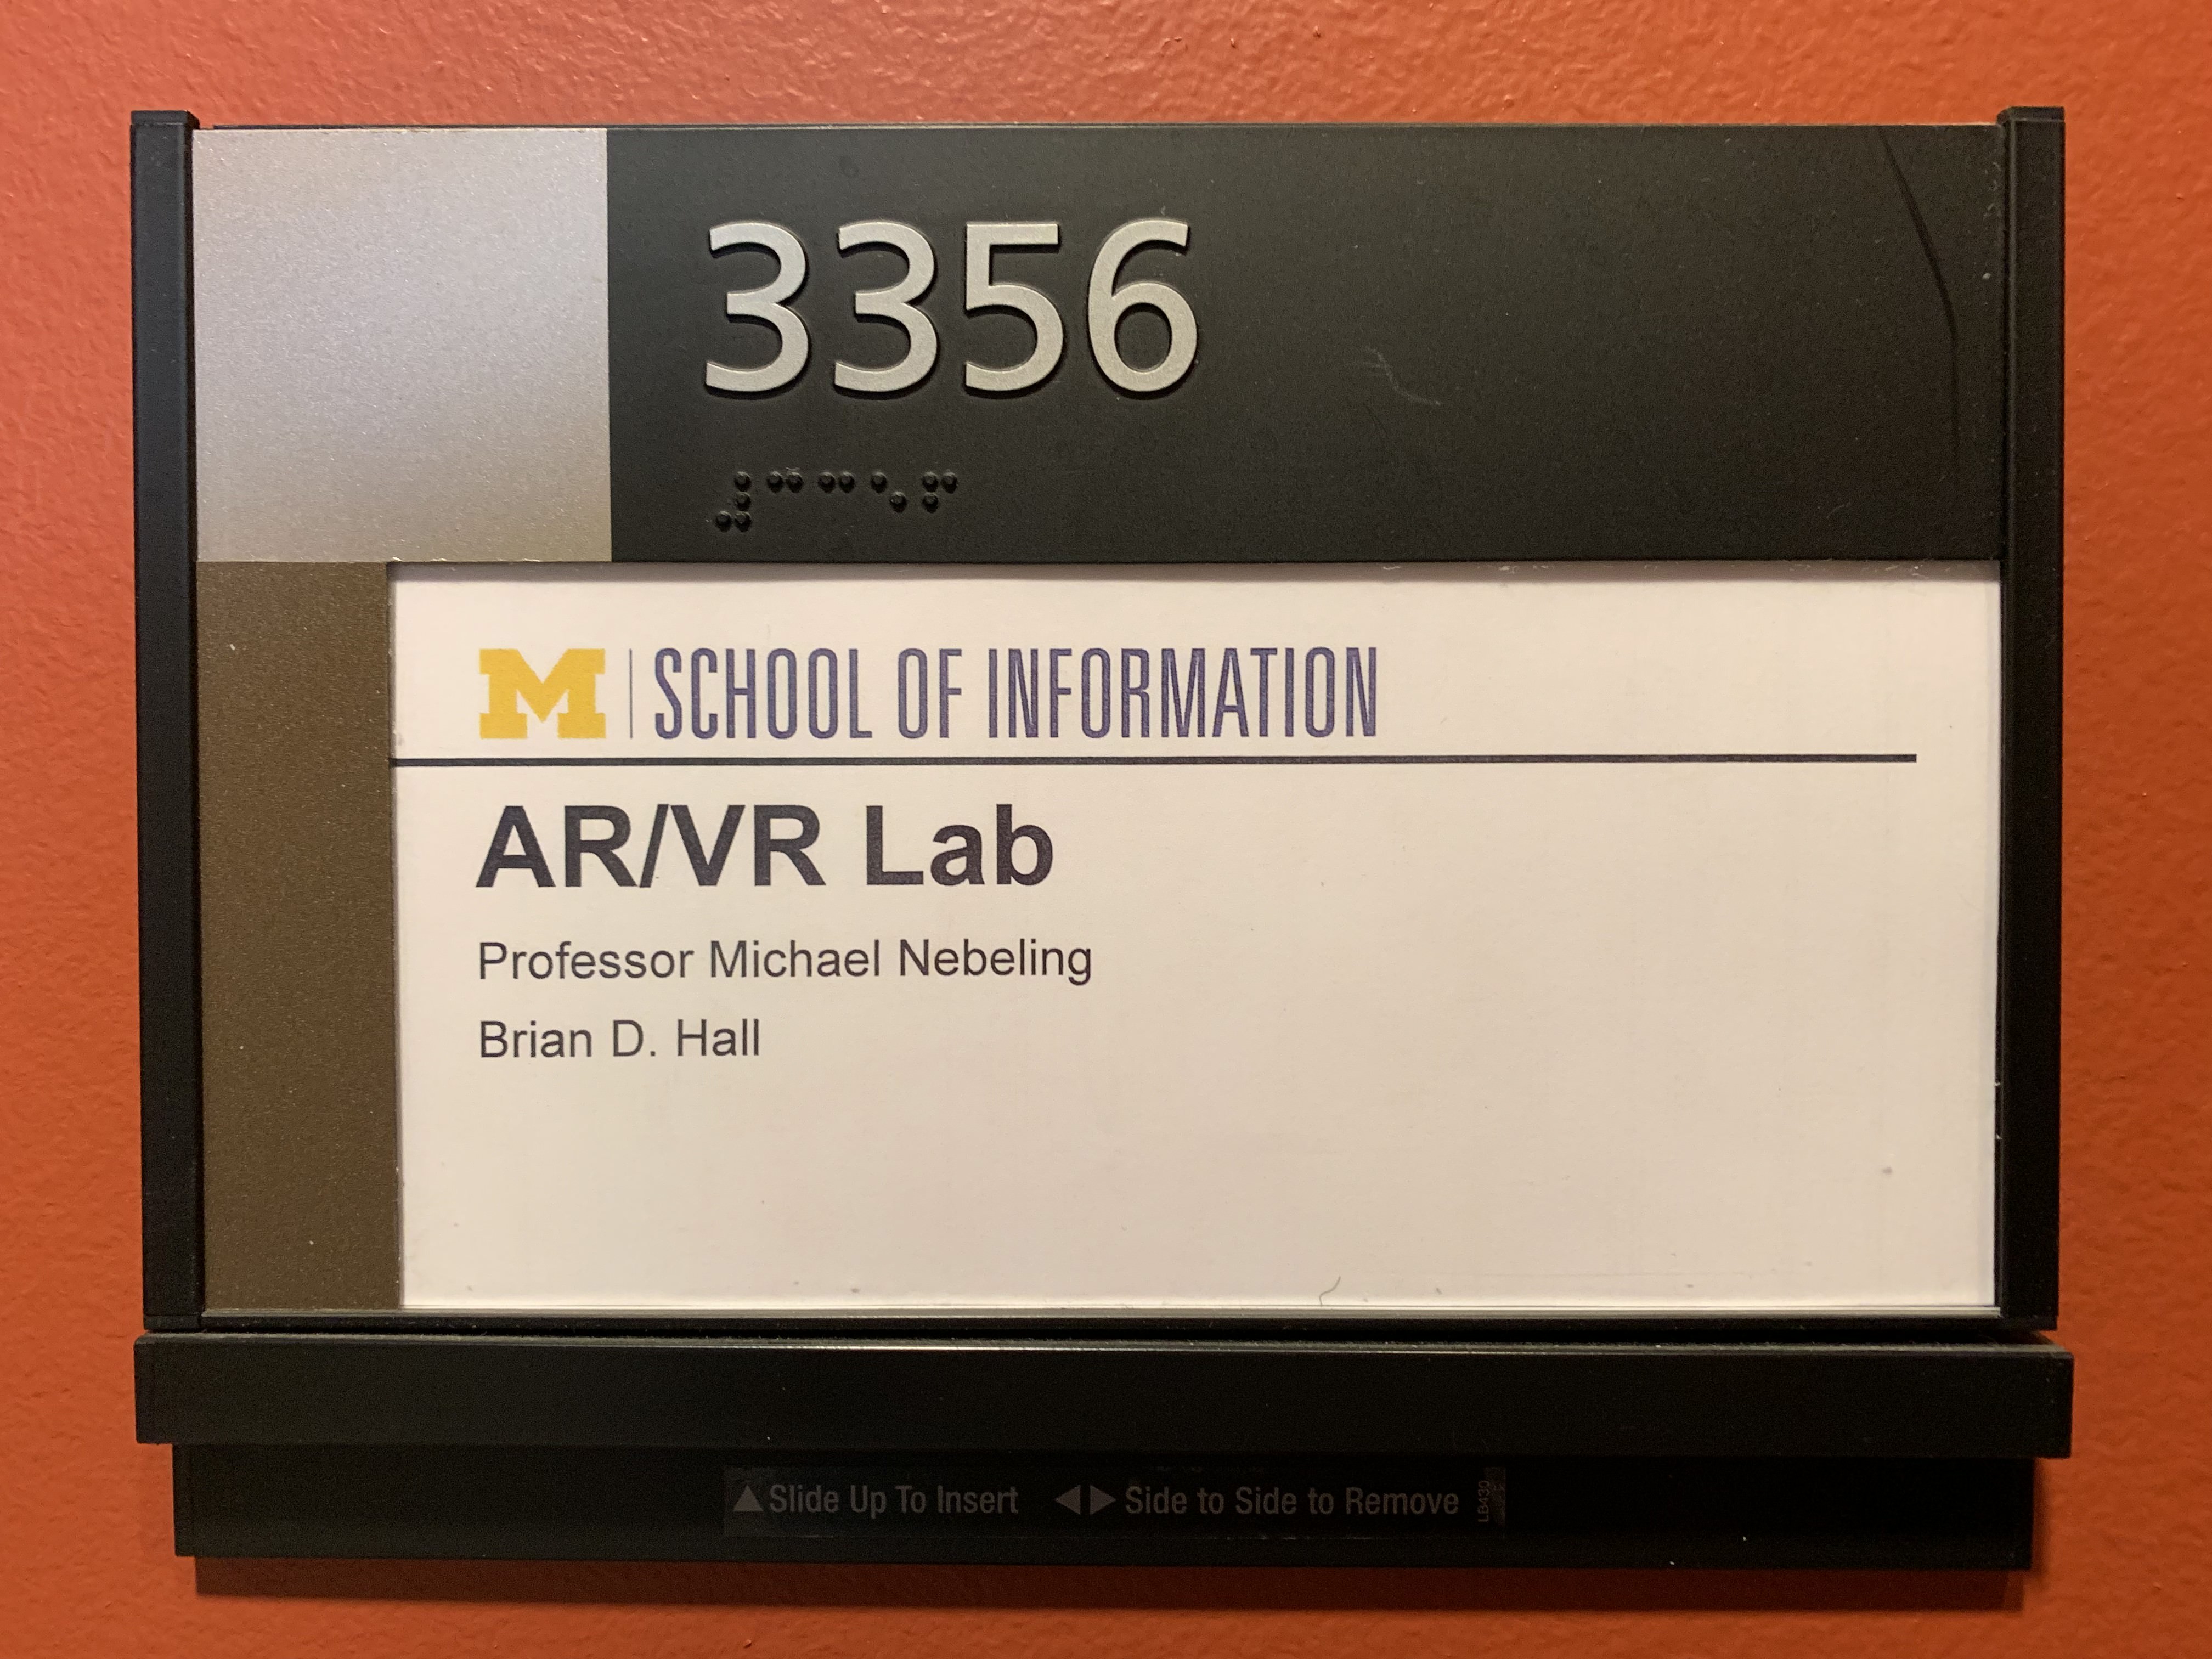 3356
⠼⠉⠉⠑⠋
M | SCHOOL OF INFORMATION
AR/VR Lab
Professor Michael Nebeling
Brian D. Hall
▲Slide Up To Insert ◀▶ Side to Side to Remove LB430